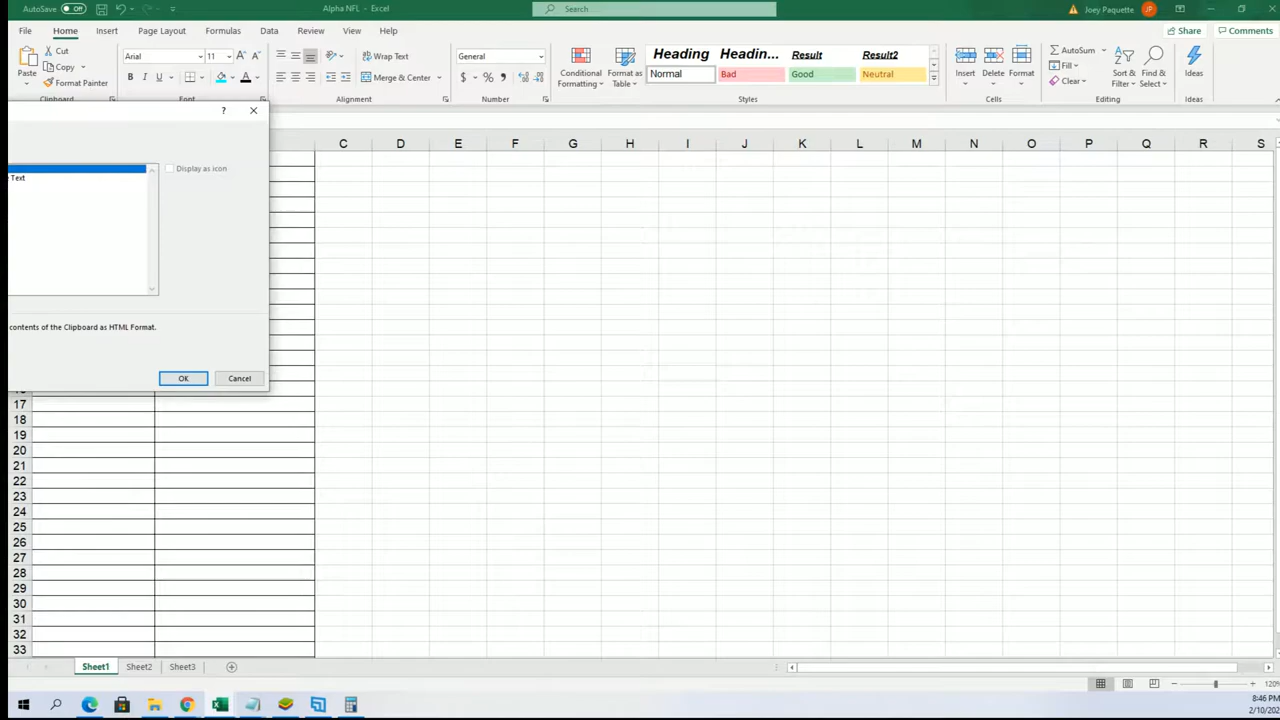 AutoSave Off Alpha NFL - Excel Search Joey Paquette JP
File Home Insert Page Layout Formulas Data Review View Help Share Comments
Paste Cut Copy Format Painter
Arial 11 B I U A
Wrap Text Merge & Center
General $ %
Conditional Formatting Format as Table
Heading Headin... Result Result2
Normal Bad Good Neutral
Insert Delete Format
AutoSum Fill Clear Sort & Filter Find & Select
Ideas
Clipboard Font Alignment Number Styles Cells Editing Ideas
?
C D E F G H I J K L M N O P Q R S
Display as icon
Text
contents of the Clipboard as HTML Format.
OK Cancel
17
18
19
20
21
22
23
24
25
26
27
28
29
30
31
32
33
Sheet1 Sheet2 Sheet3
120%
8:46 PM
2/10/202